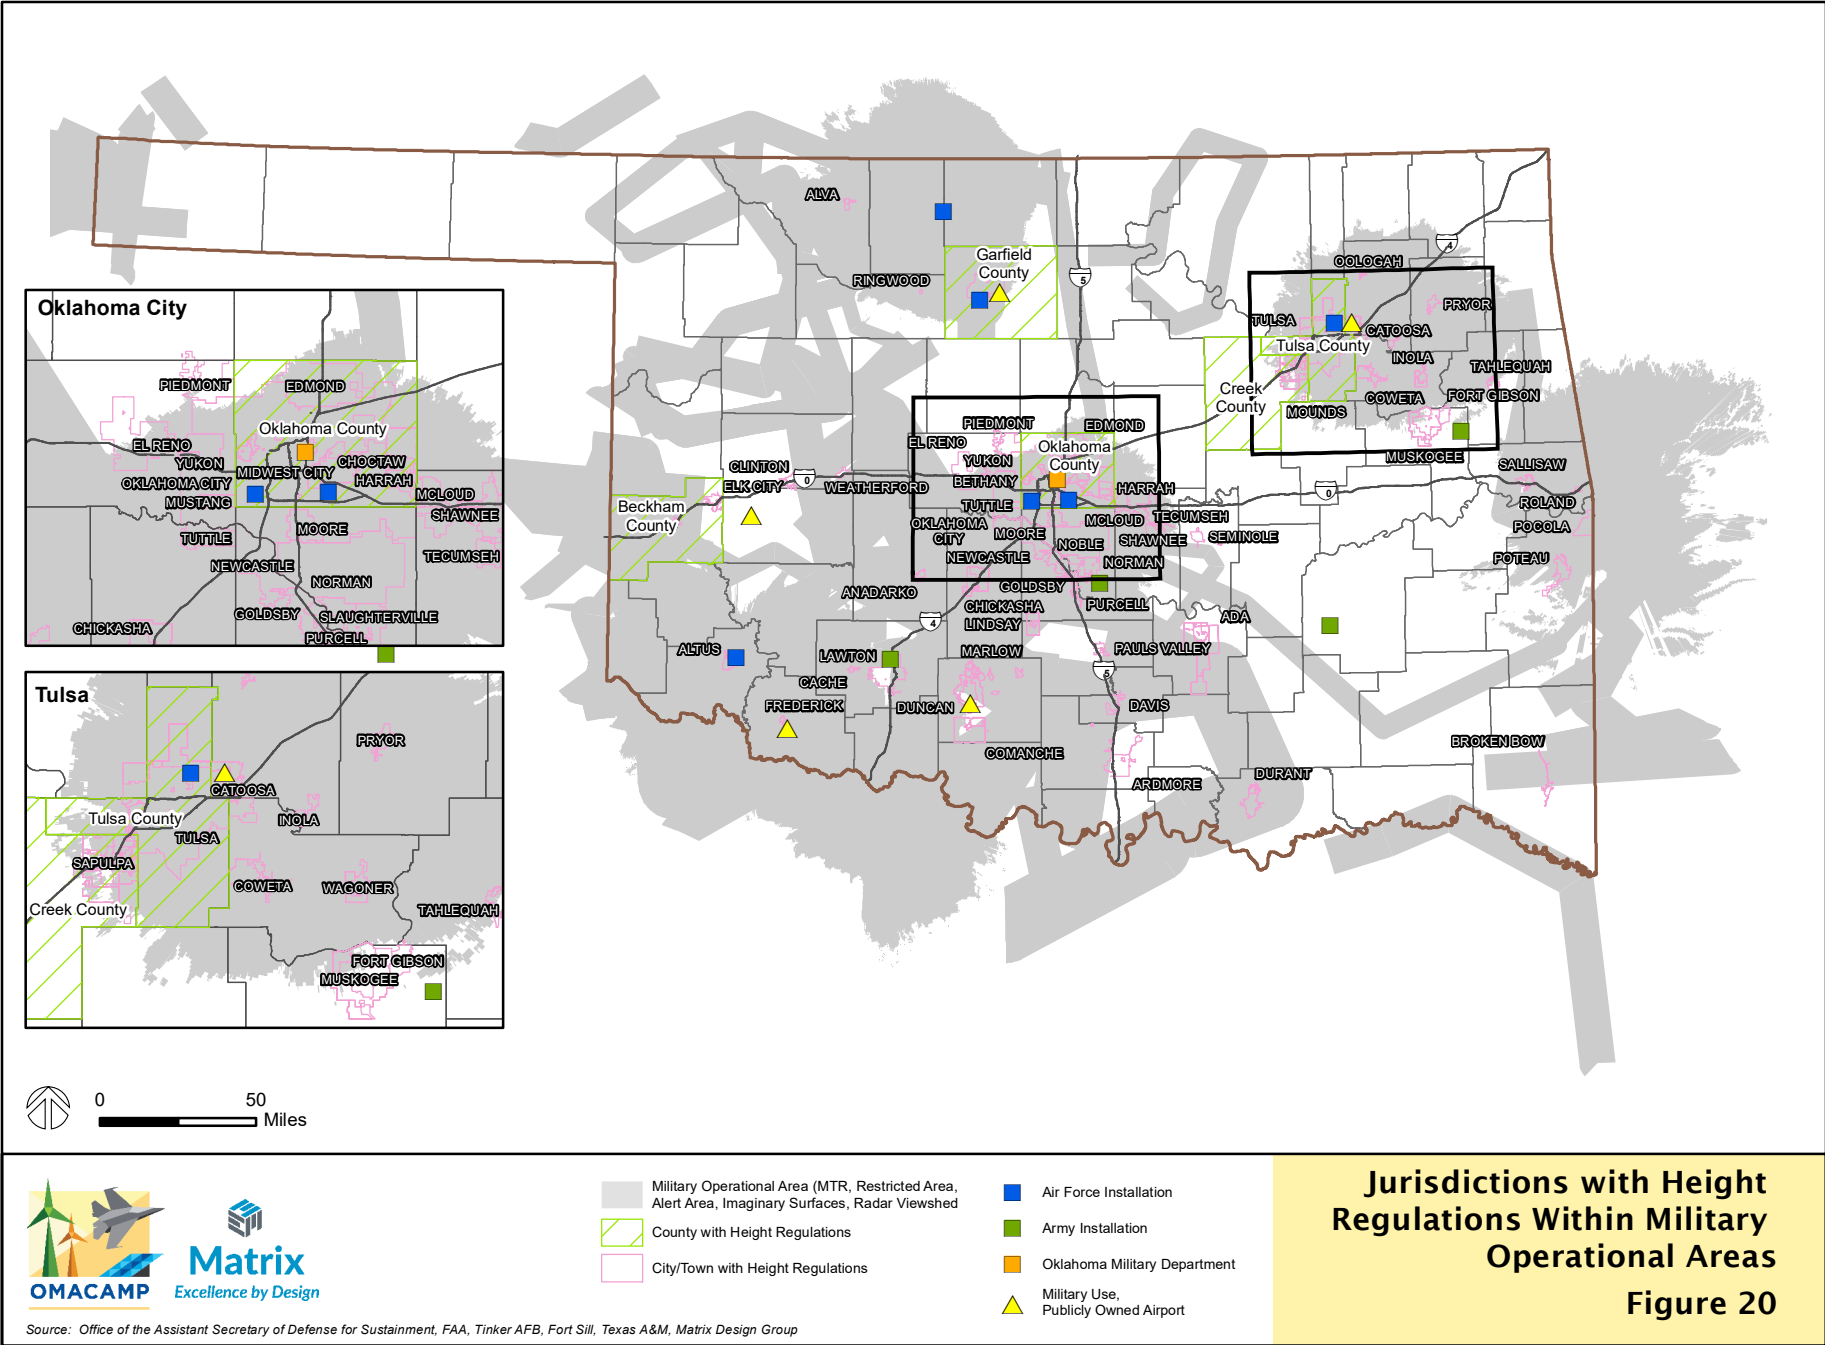 ALVA
RINGWOOD
Garfield
County
5
4
OOLOGAH
PRYOR
TULSA
CATOOSA
Tulsa County
INOLA
TAHLEQUAH
Creek
County
COWETA
FORT GIBSON
MOUNDS
MUSKOGEE
SALLISAW
ROLAND
POCOLA
POTEAU
PIEDMONT
EDMOND
EL RENO
Oklahoma
County
YUKON
BETHANY
HARRAH
TUTTLE
MCLOUD
TECUMSEH
OKLAHOMA
CITY
MOORE
NOBLE
SHAWNEE
SEMINOLE
NEWCASTLE
NORMAN
CLINTON
ELK CITY
0
WEATHERFORD
0
Beckham
County
ANADARKO
GOLDSBY
CHICKASHA
PURCELL
LINDSAY
ADA
4
ALTUS
LAWTON
MARLOW
PAULS VALLEY
5
CACHE
FREDERICK
DUNCAN
DAVIS
COMANCHE
ARDMORE
DURANT
BROKEN BOW
Oklahoma City
PIEDMONT
EDMOND
Oklahoma County
EL RENO
YUKON
MIDWEST CITY
CHOCTAW
OKLAHOMA CITY
HARRAH
MUSTANG
MCLOUD
SHAWNEE
MOORE
TUTTLE
TECUMSEH
NEWCASTLE
NORMAN
GOLDSBY
SLAUGHTERVILLE
CHICKASHA
PURCELL
Tulsa
PRYOR
CATOOSA
Tulsa County
INOLA
TULSA
SAPULPA
COWETA
WAGONER
Creek County
TAHLEQUAH
FORT GIBSON
MUSKOGEE
0
50
Miles
OMACAMP
Matrix
Excellence by Design
Military Operational Area (MTR, Restricted Area,
Alert Area, Imaginary Surfaces, Radar Viewshed
County with Height Regulations
City/Town with Height Regulations
Air Force Installation
Army Installation
Oklahoma Military Department
Military Use,
Publicly Owned Airport
Jurisdictions with Height
Regulations Within Military
Operational Areas
Figure 20
Source: Office of the Assistant Secretary of Defense for Sustainment, FAA, Tinker AFB, Fort Sill, Texas A&M, Matrix Design Group